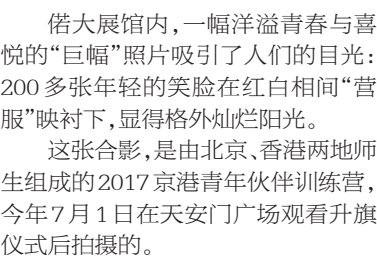 偌大展馆内,一幅洋溢青春与喜
悦的“巨幅”照片吸引了人们的目光:
200多张年轻的笑脸在红白相间“营
服”映衬下,显得格外灿烂阳光。
这张合影,是由北京、香港两地师
生组成的2017京港青年伙伴训练营,
今年7月1日在天安门广场观看升旗
仪式后拍摄的。